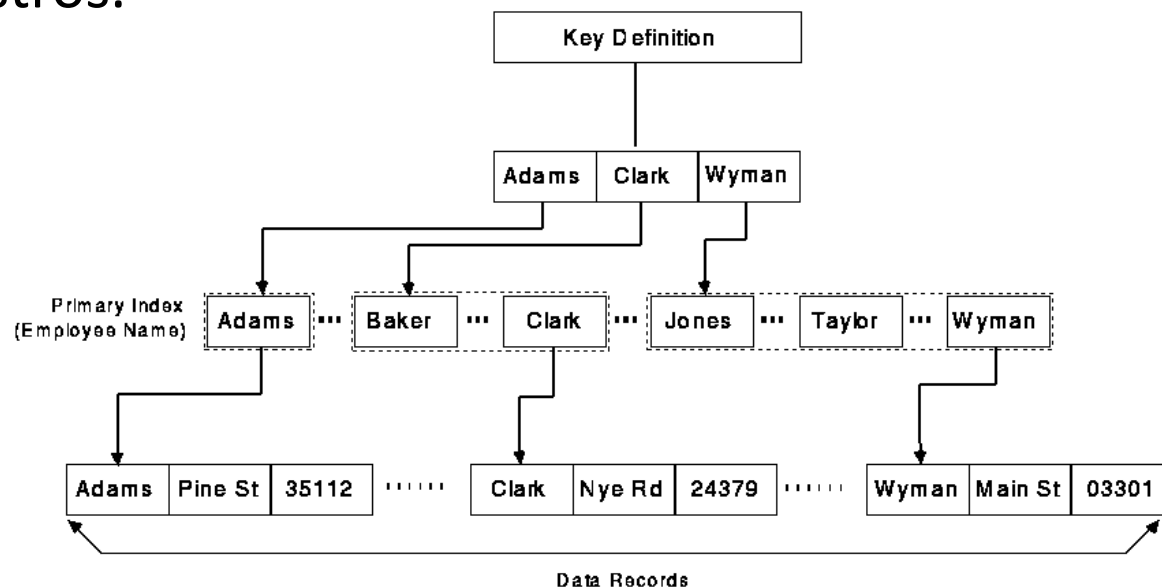 Key Definition
Adams Clark Wyman
Primary Index
(Employee Name)
Adams ... Baker ... Clark ... Jones ... Taylor ... Wyman
Adams Pine St 35112 ...... Clark Nye Rd 24379 ...... Wyman Main St 03301
Data Records